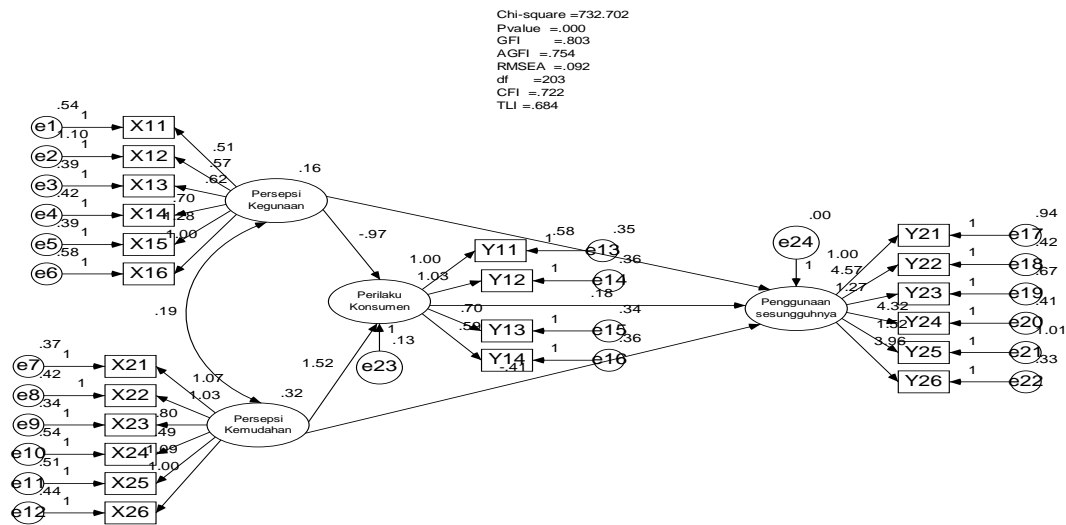 Chi-square =732.702
Pvalue =.000
GFI =.803
AGFI =.754
RMSEA =.092
df =203
CFI =.722
TLI =.684
.54
e1 1 X11
1.10
e2 1 X12
.39
e3 1 X13
.42
e4 1 X14
.39
e5 1 X15
.58
e6 1 X16
.51
.57
.62
.70
1.28
1.00
.16
Persepsi
Kegunaan
-.97
.58
.19
.37
e7 1 X21
.42
e8 1 X22
.34
e9 1 X23
.54
e10 1 X24
.51
e11 1 X25
.44
e12 1 X26
1.07
1.03
.80
.49
1.09
1.00
.32
Persepsi
Kemudahan
1.52
-.41
Perilaku
Konsumen
1
.13
e23
1.00
1.03
.70
.59
Y11 1 e13
.35
Y12 1 e14
.36
.18
Y13 1 e15
.34
Y14 1 e16
.36
.00
e24
1
Penggunaan
sesungguhnya
1.00
4.57
1.27
4.32
1.52
3.96
Y21 1 e17
.94
Y22 1 e18
.42
Y23 1 e19
.67
Y24 1 e20
.41
Y25 1 e21
1.01
Y26 1 e22
.33